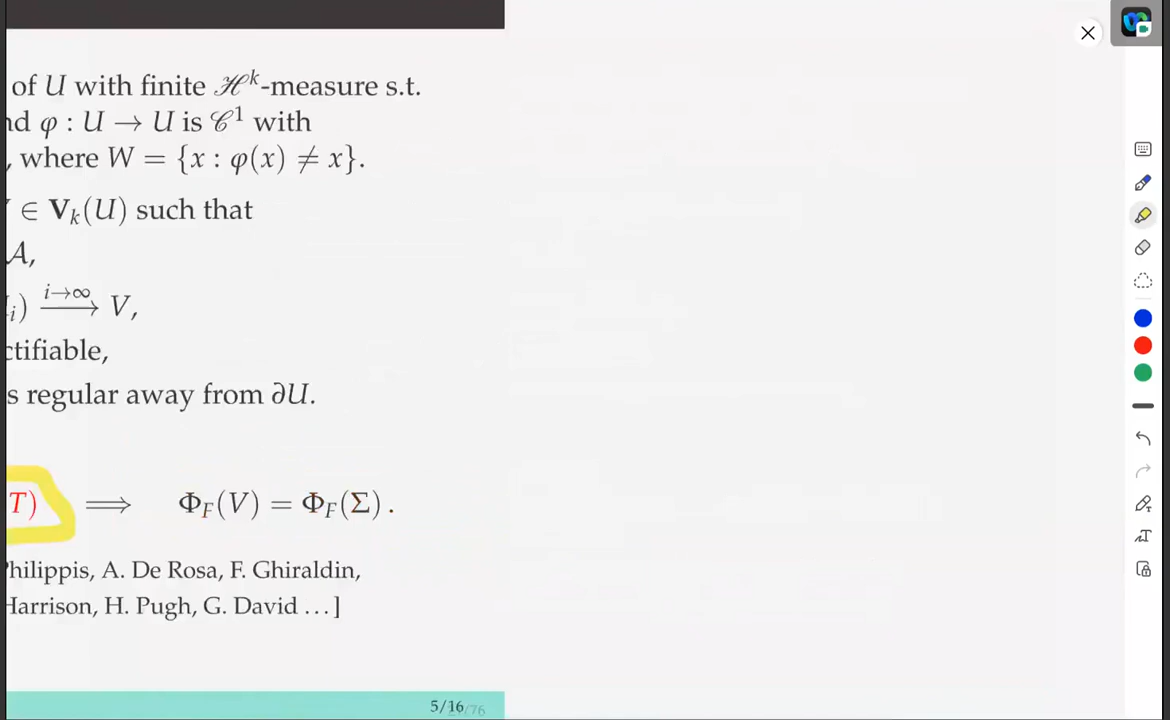 of U with finite ℋ^k-measure s.t.
φ : U → U is 𝒞^1 with
, where W = {x : φ(x) ≠ x}.
∈ V_k(U) such that
𝒜,
i) i→∞ ⟶ V,
ctifiable,
s regular away from ∂U.
T) ⟹ Φ_F(V) = Φ_F(Σ) .
hilippis, A. De Rosa, F. Ghiraldin,
Harrison, H. Pugh, G. David ... ]
5/16